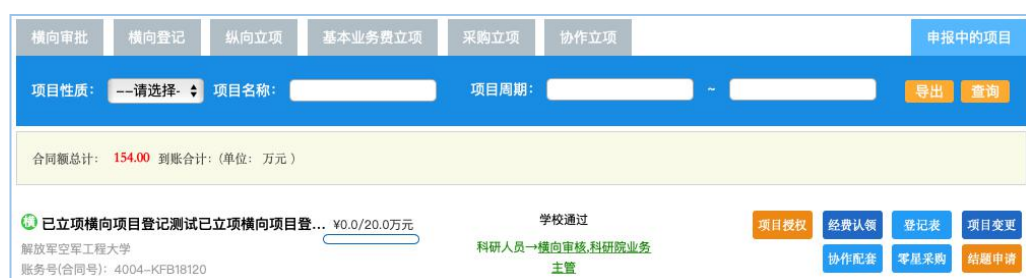 横向审批 横向登记 纵向立项 基本业务费立项 采购立项 协作立项 申报中的项目
项目性质： --请选择- 项目名称： 项目周期： ~ 导出 查询
合同额总计： 154.00 到账合计：（单位： 万元 ）
横 已立项横向项目登记测试已立项横向项目登... ¥0.0/20.0万元 学校通过 项目授权 经费认领 登记表 项目变更
解放军空军工程大学 科研人员→横向审核,科研院业务
主管 协作配套 零星采购 结题申请
账务号(合同号)：4004-KFB18120